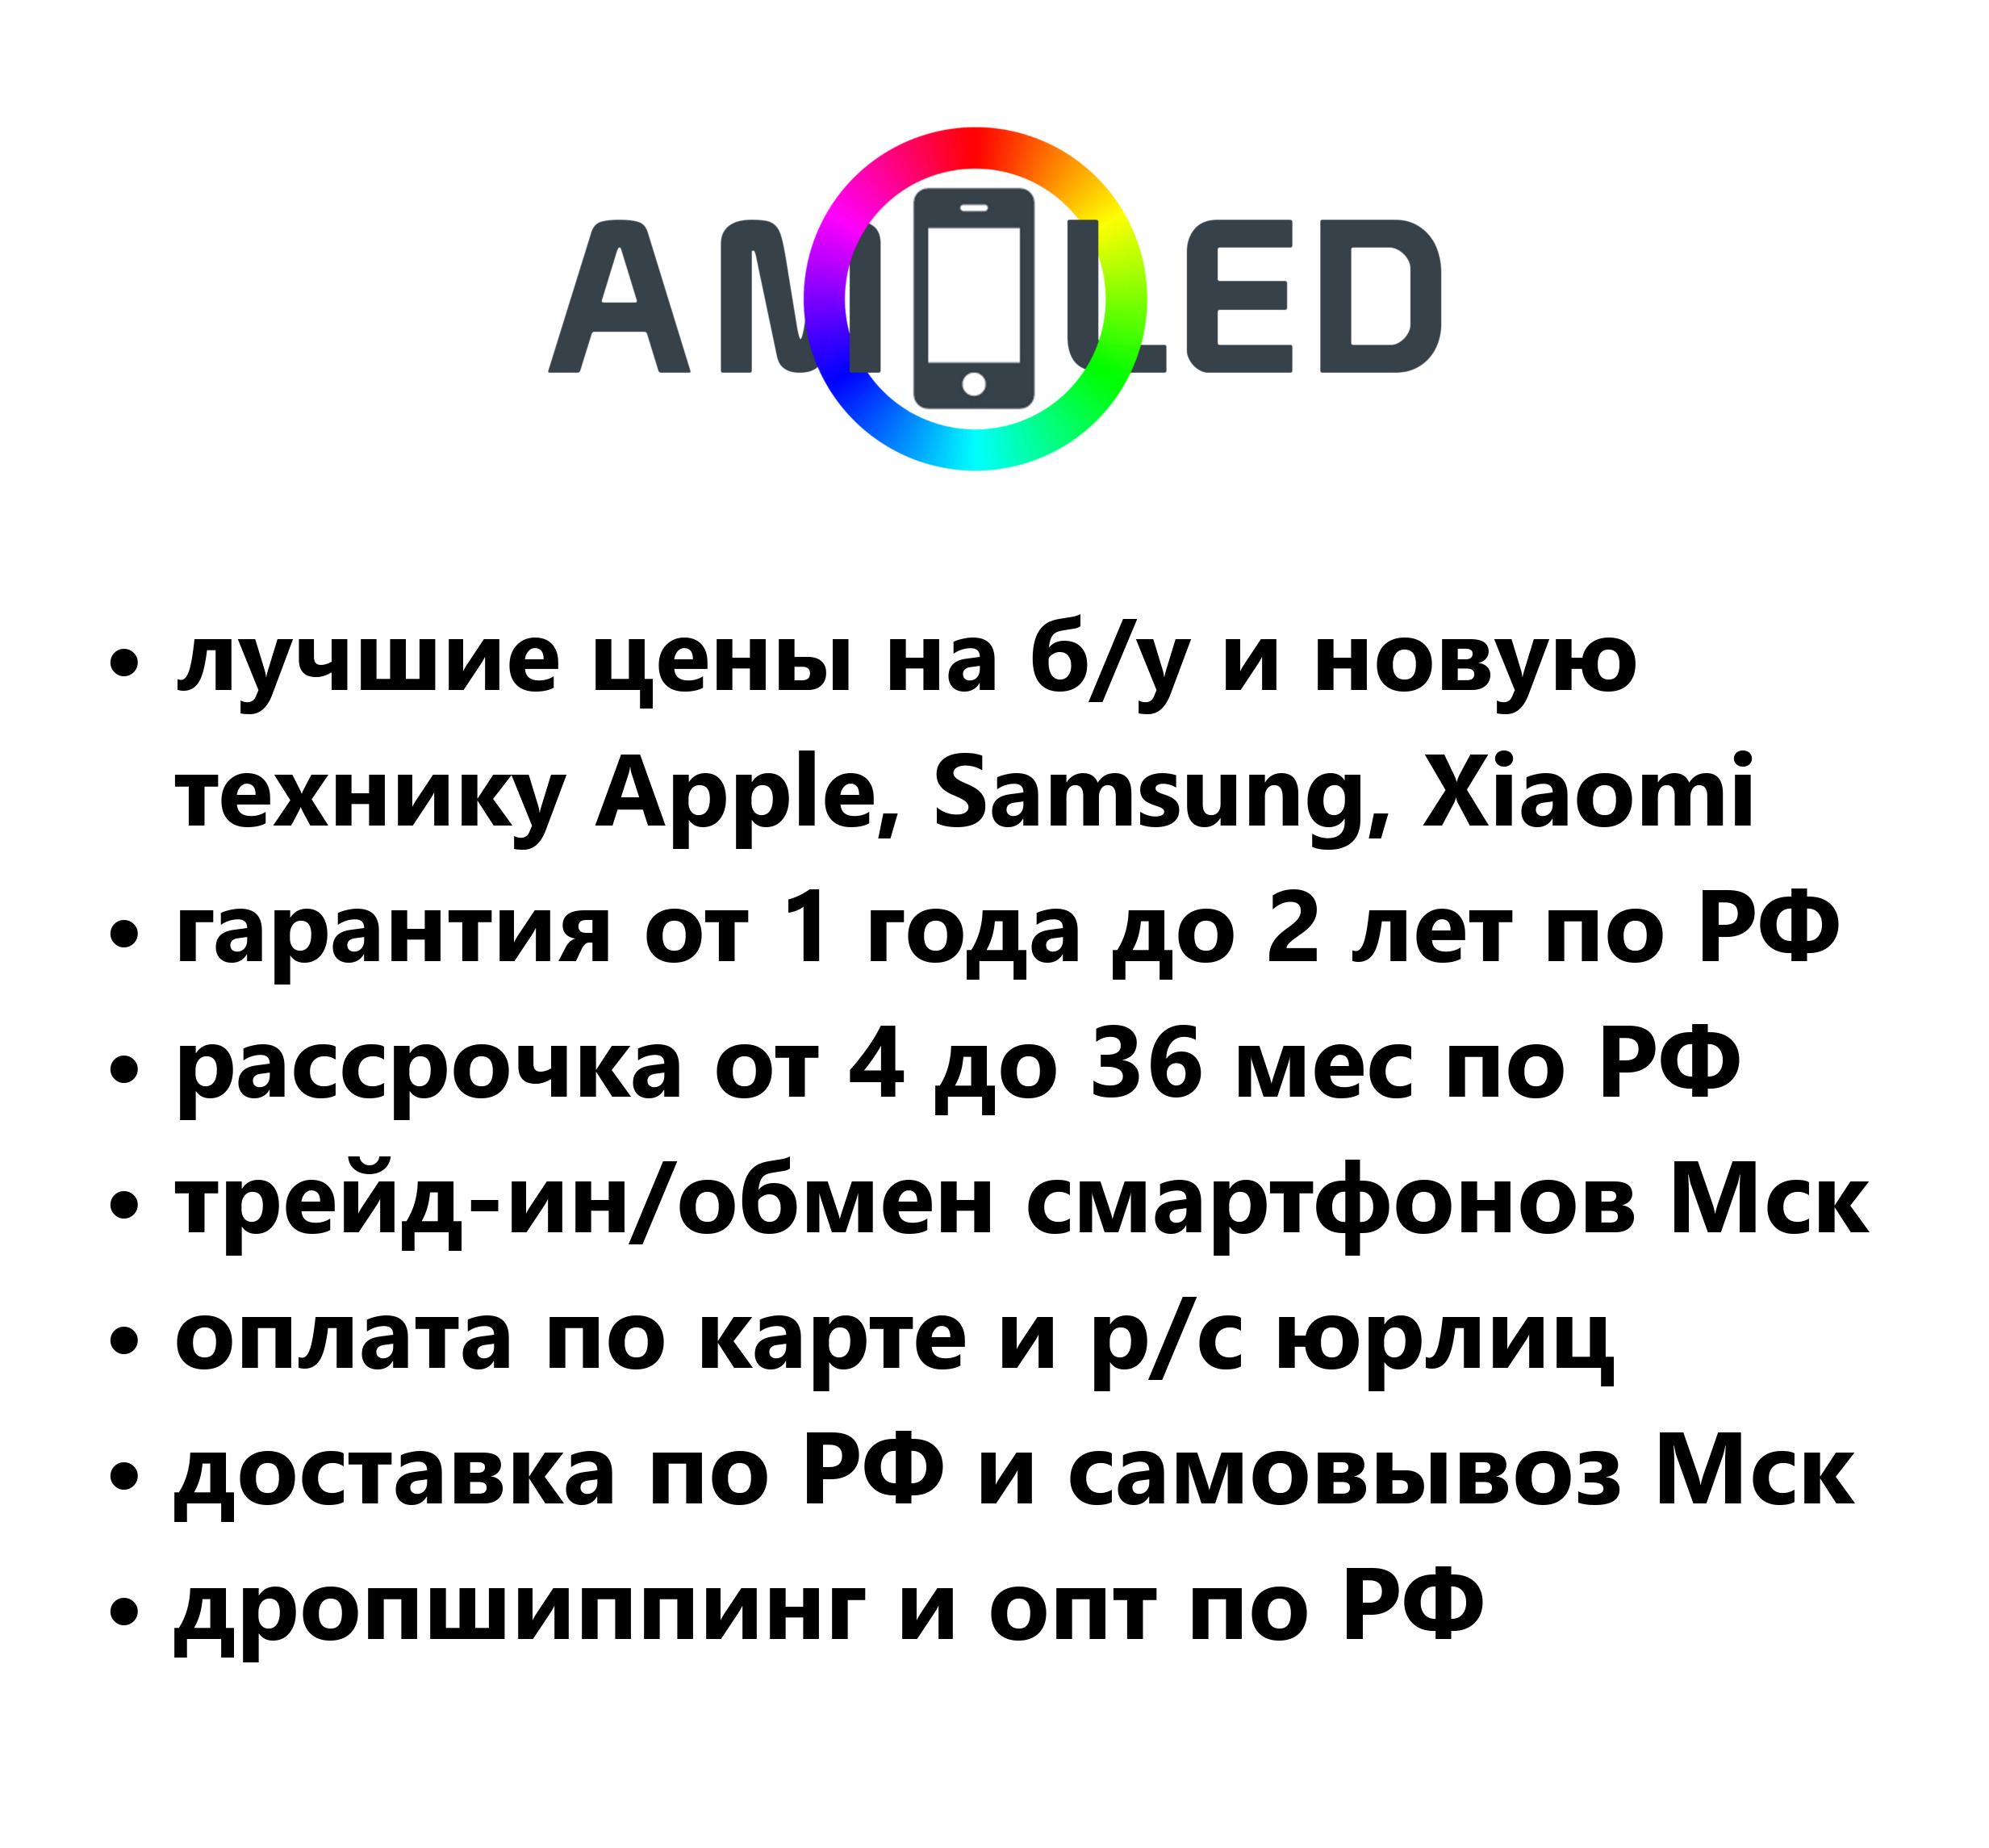 AMOLED
• лучшие цены на б/у и новую
технику Apple, Samsung, Xiaomi
• гарантия от 1 года до 2 лет по РФ
• рассрочка от 4 до 36 мес по РФ
• трейд-ин/обмен смартфонов Мск
• оплата по карте и р/с юрлиц
• доставка по РФ и самовывоз Мск
• дропшиппинг и опт по РФ